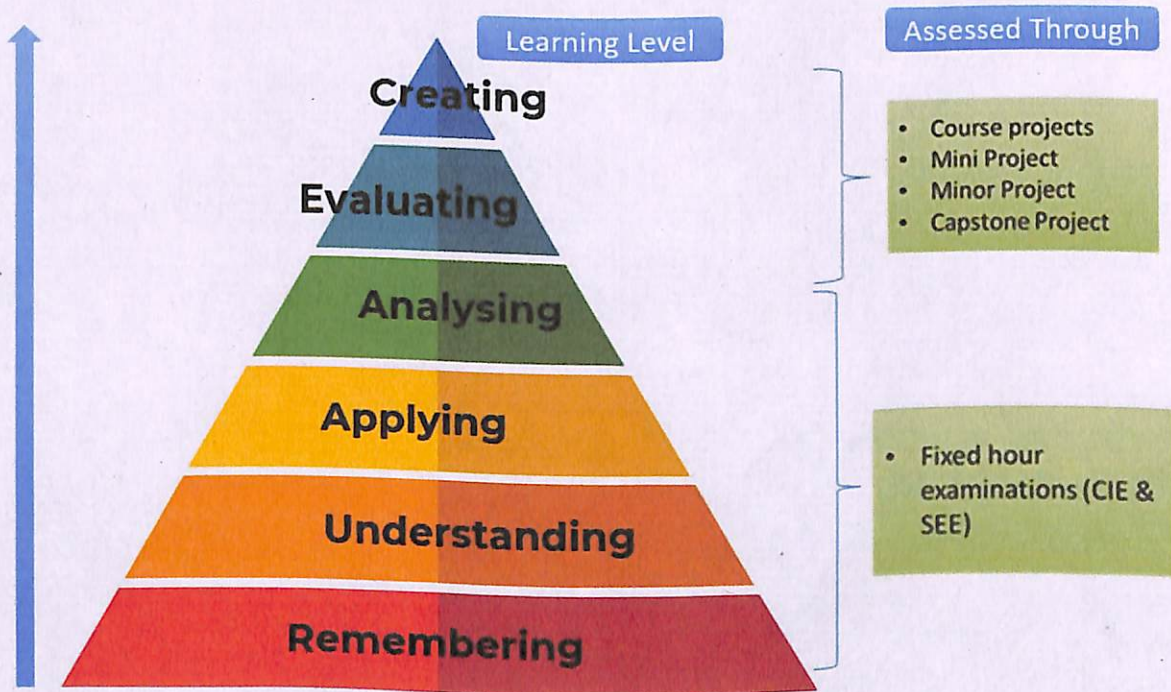 Learning Level
Assessed Through
Creating
Evaluating
Analysing
Applying
Understanding
Remembering
• Course projects
• Mini Project
• Minor Project
• Capstone Project
• Fixed hour
examinations (CIE &
SEE)